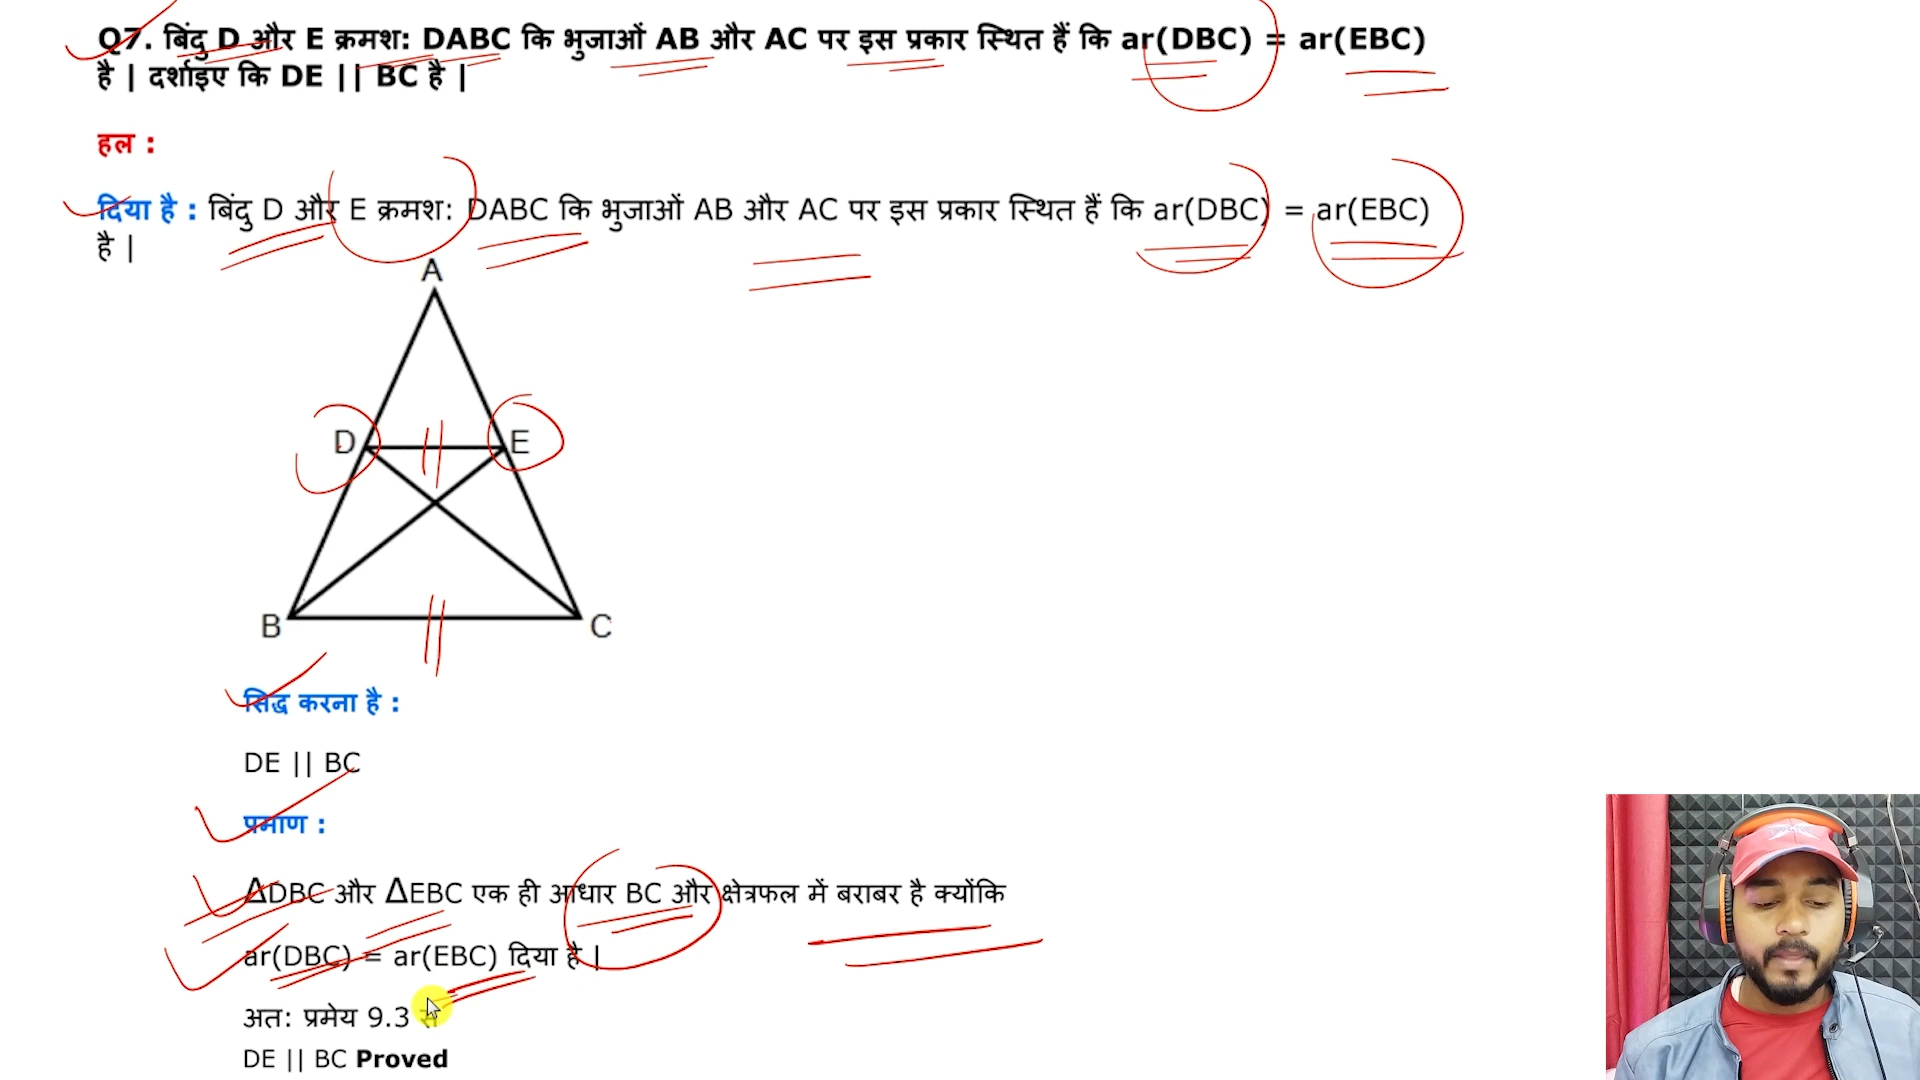 Q7. बिंदु D और E क्रमश: DABC कि भुजाओं AB और AC पर इस प्रकार स्थित हैं कि ar(DBC) = ar(EBC)
है | दर्शाइए कि DE || BC है |
हल :
दिया है : बिंदु D और E क्रमश: DABC कि भुजाओं AB और AC पर इस प्रकार स्थित हैं कि ar(DBC) = ar(EBC)
है |
A
D E
B C
सिद्ध करना है :
DE || BC
प्रमाण :
ΔDBC और ΔEBC एक ही आधार BC और क्षेत्रफल में बराबर है क्योंकि
ar(DBC) = ar(EBC) दिया है |
अत: प्रमेय 9.3 से
DE || BC Proved